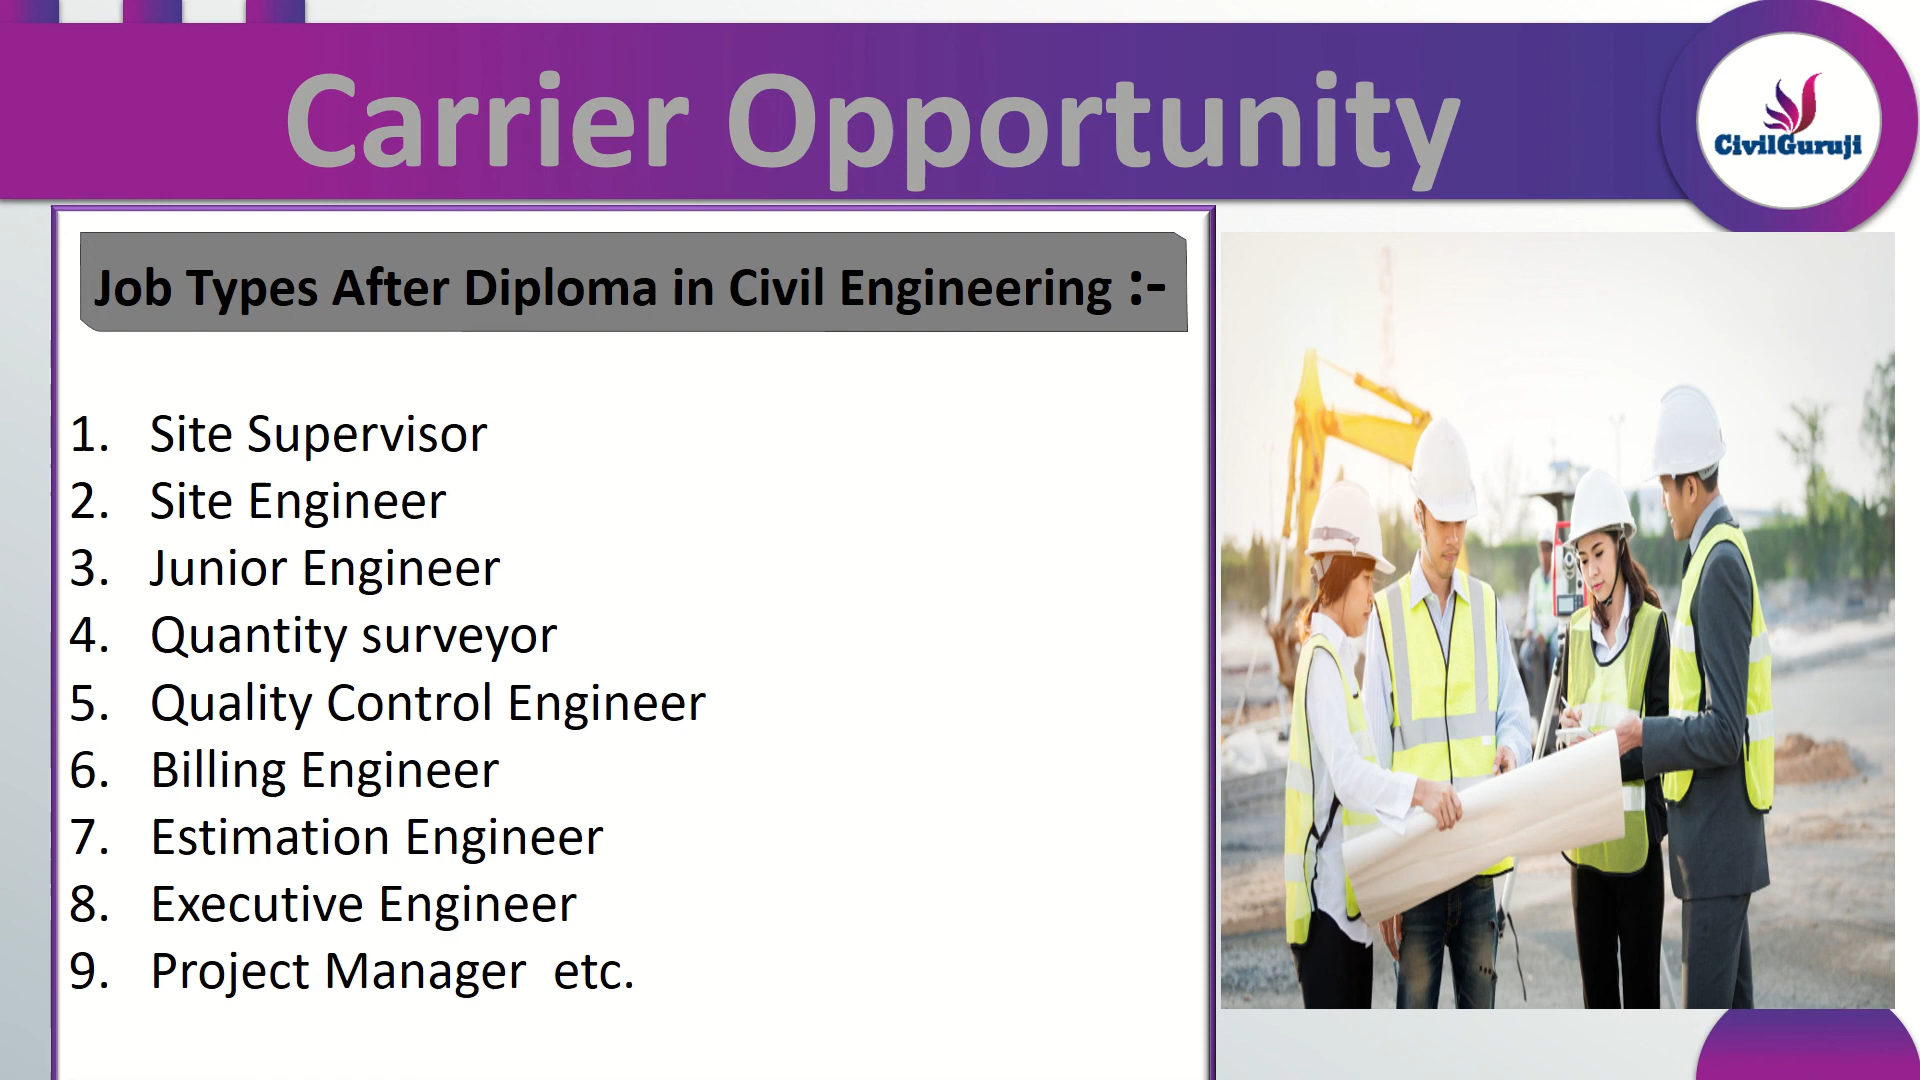 Carrier Opportunity
CivilGuruji
Job Types After Diploma in Civil Engineering :-
1. Site Supervisor
2. Site Engineer
3. Junior Engineer
4. Quantity surveyor
5. Quality Control Engineer
6. Billing Engineer
7. Estimation Engineer
8. Executive Engineer
9. Project Manager  etc.